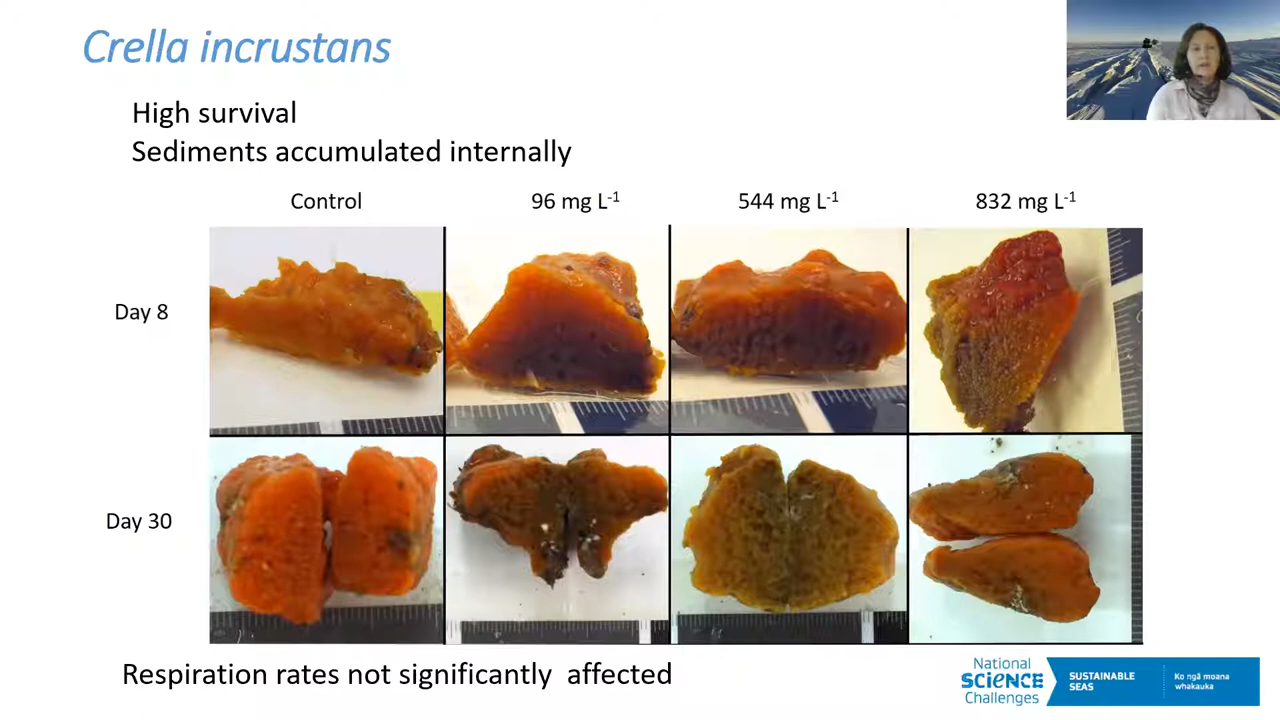 Crella incrustans
High survival
Sediments accumulated internally
Control 96 mg L-1 544 mg L-1 832 mg L-1
Day 8
Day 30
Respiration rates not significantly affected
National
SCIENCE
Challenges
SUSTAINABLE
SEAS
Ko ngā moana
whakauka